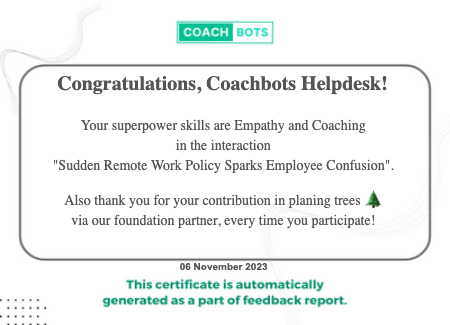 COACH BOTS
Congratulations, Coachbots Helpdesk!
Your superpower skills are Empathy and Coaching
in the interaction
"Sudden Remote Work Policy Sparks Employee Confusion".
Also thank you for your contribution in planing trees 🌲
via our foundation partner, every time you participate!
06 November 2023
This certificate is automatically
generated as a part of feedback report.